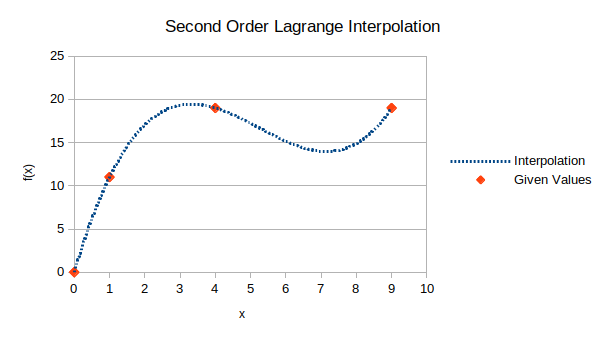 Second Order Lagrange Interpolation
25
20
15
10
5
0
f(x)
0 1 2 3 4 5 6 7 8 9 10
x
Interpolation
Given Values